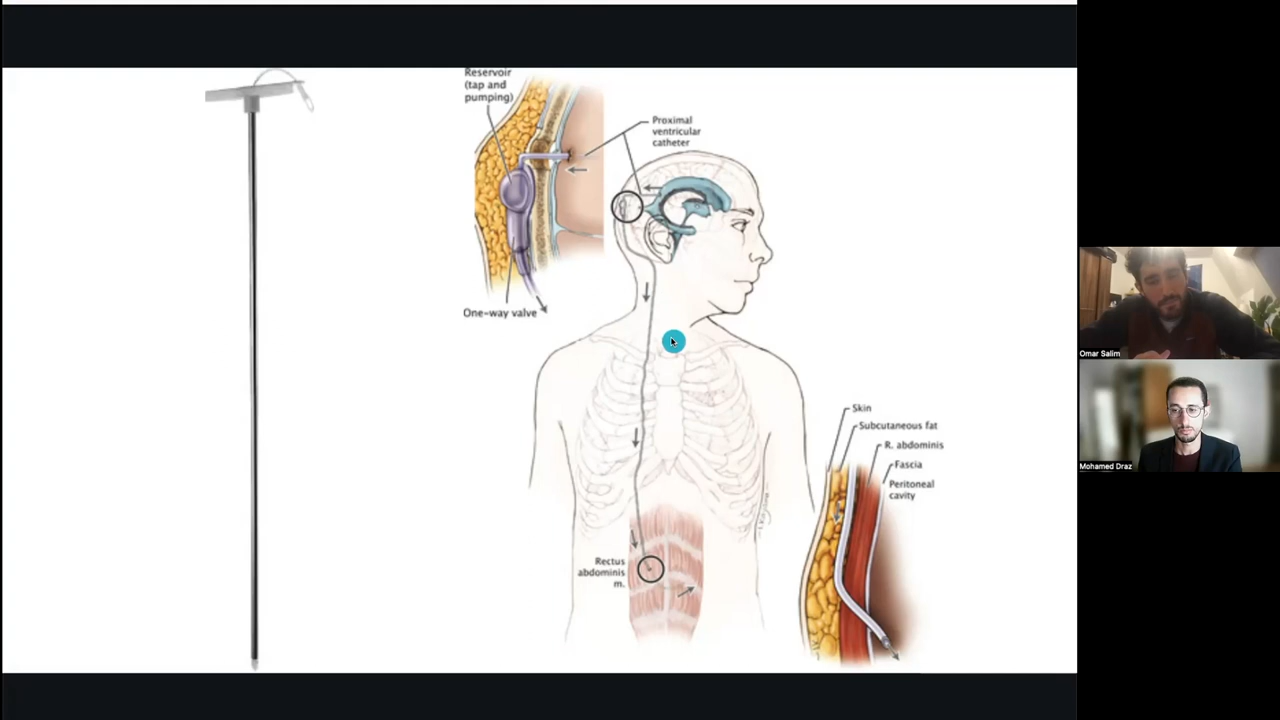 Reservoir
(tap and
pumping)
Proximal
ventricular
catheter
One-way valve
Skin
Subcutaneous fat
R. abdominis
Fascia
Peritoneal
cavity
Rectus
abdominis
m.
Omar Salim
Mohamed Draz